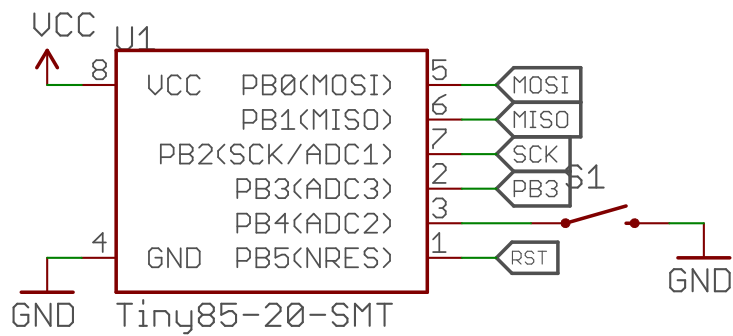 VCC
U1
8 VCC PB0(MOSI) 5 MOSI
PB1(MISO) 6 MISO
PB2(SCK/ADC1) 7 SCK
PB3(ADC3) 2 PB3 S1
PB4(ADC2) 3
4 GND PB5(NRES) 1 RST
GND Tiny85-20-SMT GND